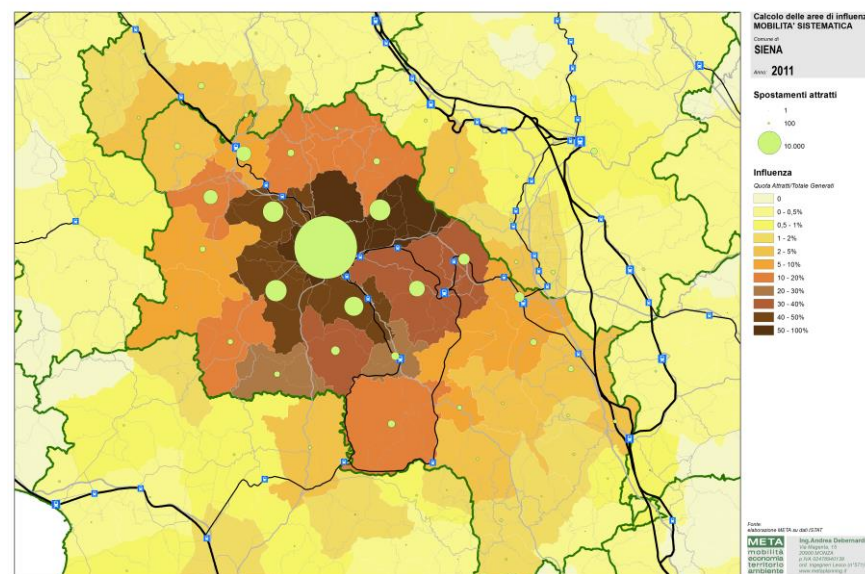 Calcolo delle aree di influenza
MOBILITA' SISTEMATICA
Comune di
SIENA
Anno 2011
Spostamenti attratti
1
100
10.000
Influenza
Quota Attratti/Totale Generati
0
0 - 0,5%
0,5 - 1%
1 - 2%
2 - 5%
5 - 10%
10 - 20%
20 - 30%
30 - 40%
40 - 50%
50 - 100%
Fonte:
elaborazione META su dati ISTAT
META
mobilità
economia
territorio
ambiente
Ing.Andrea Debernardi
Via Magenta, 15
20900 MONZA